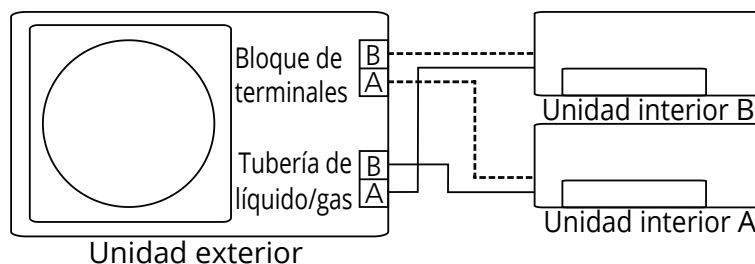 Bloque de
terminales
B
A
Tubería de
líquido/gas
B
A
Unidad exterior
Unidad interior B
Unidad interior A